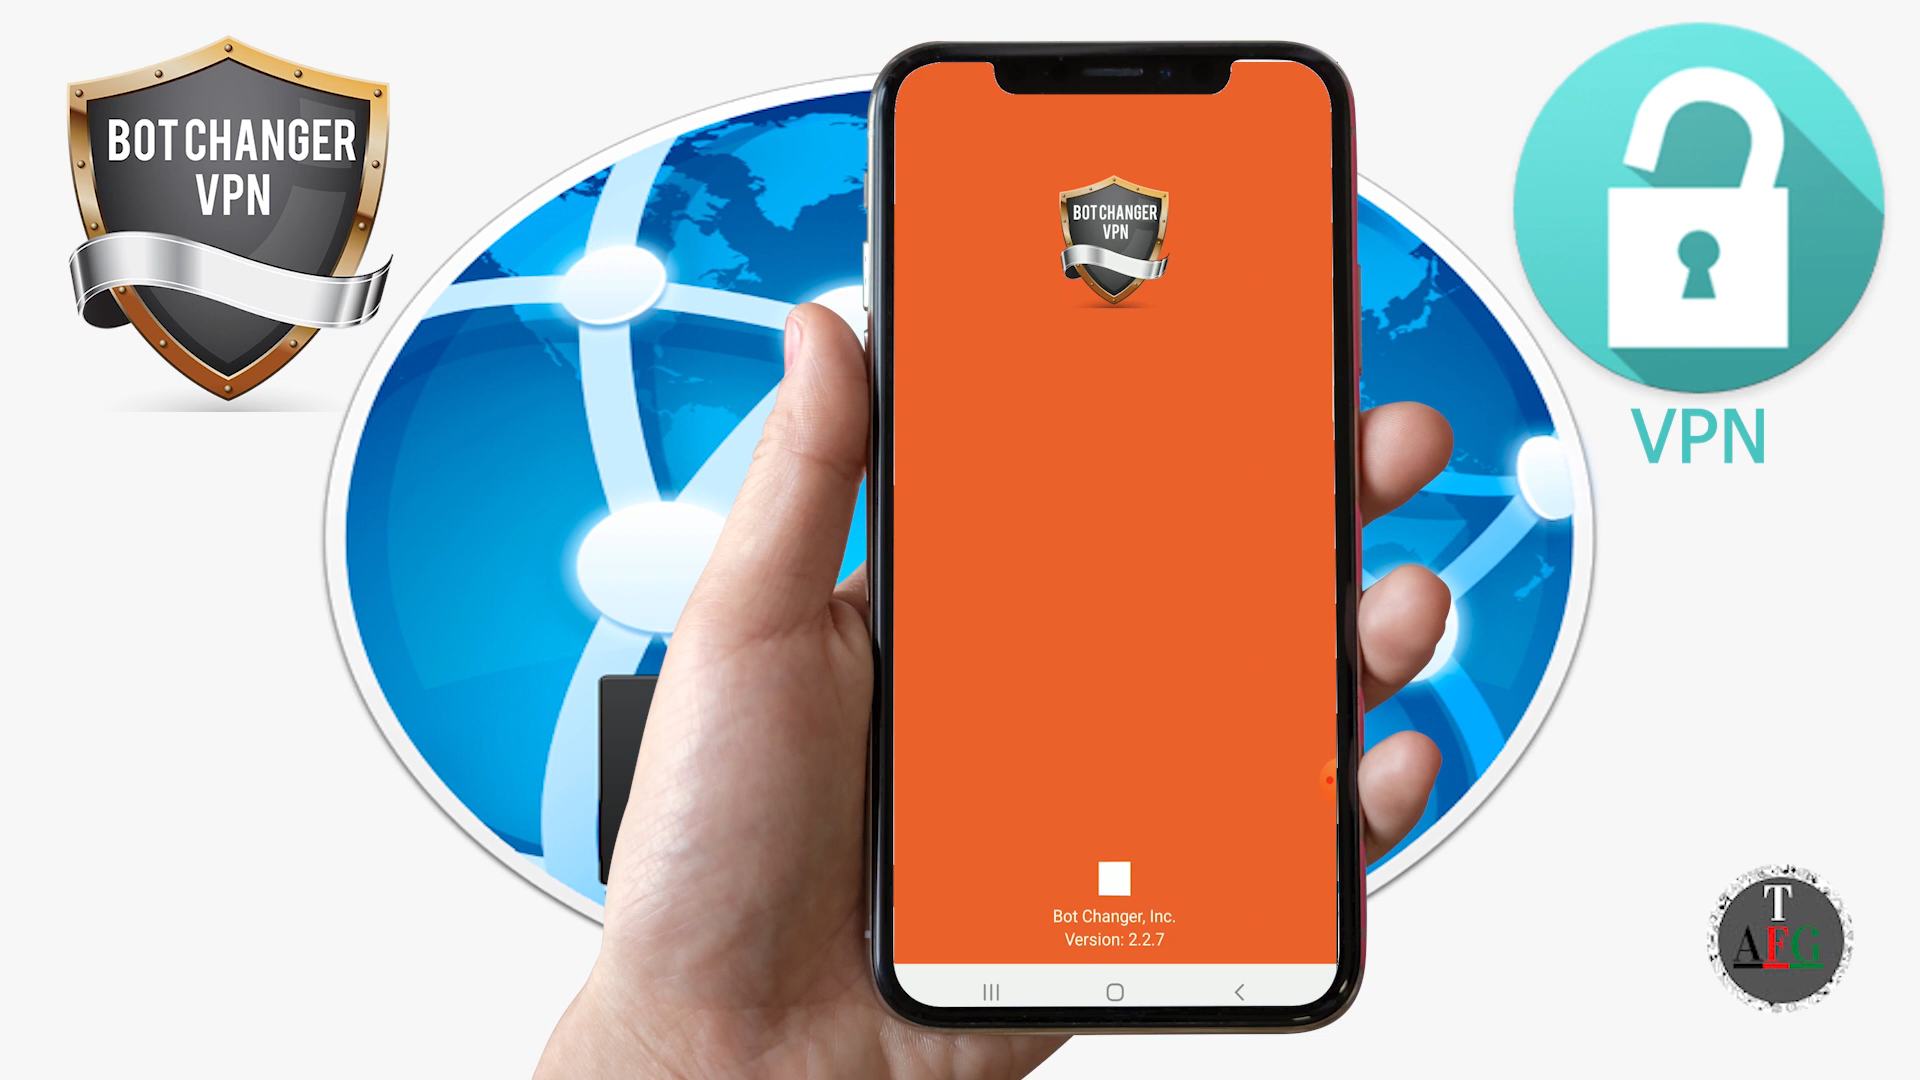 BOT CHANGER
VPN
BOT CHANGER
VPN
VPN
Bot Changer, Inc.
Version: 2.2.7
T
AFG